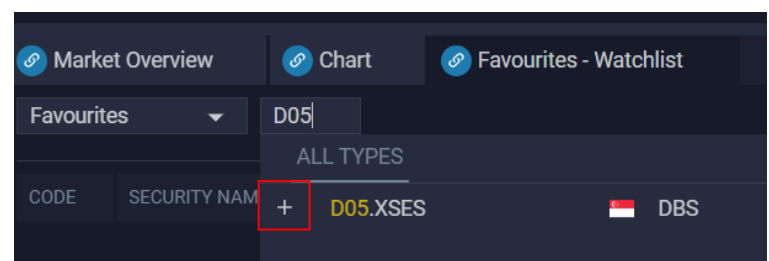 Market Overview Chart Favourites - Watchlist
Favourites D05
ALL TYPES
CODE SECURITY NAM
+ D05.XSES DBS